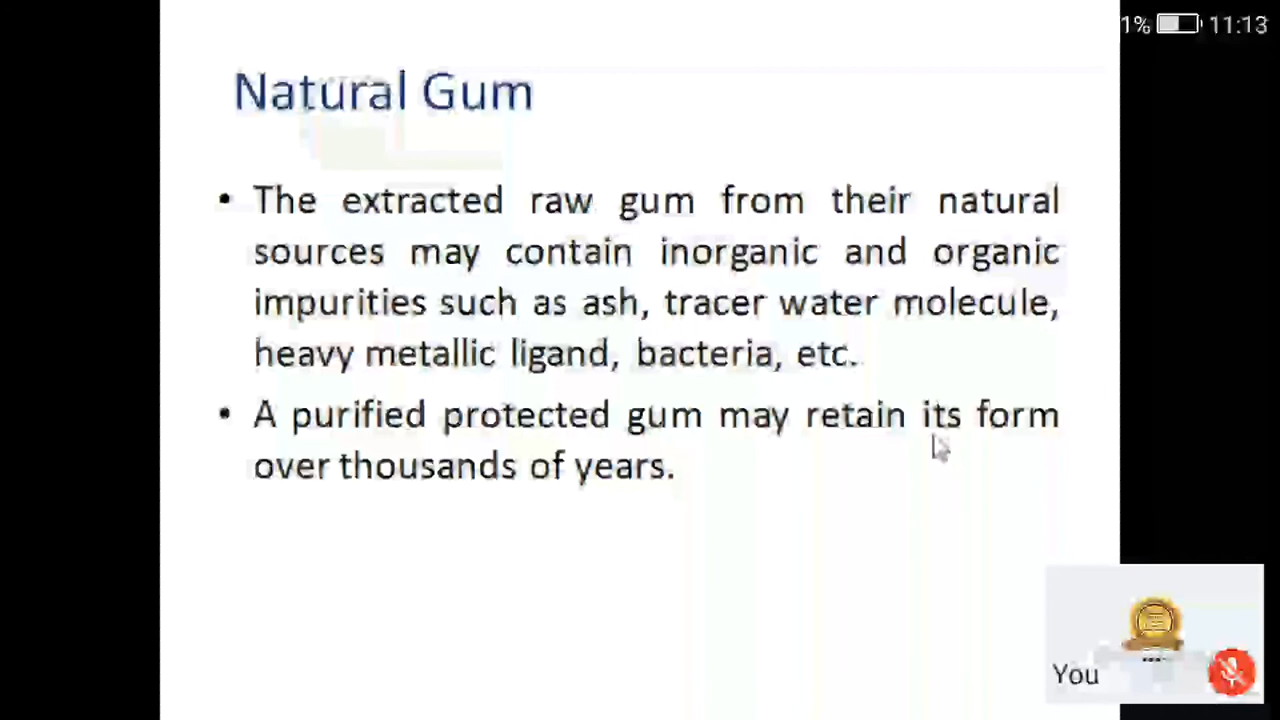 1% 11:13
Natural Gum
• The extracted raw gum from their natural
sources may contain inorganic and organic
impurities such as ash, tracer water molecule,
heavy metallic ligand, bacteria, etc.
• A purified protected gum may retain its form
over thousands of years.
You